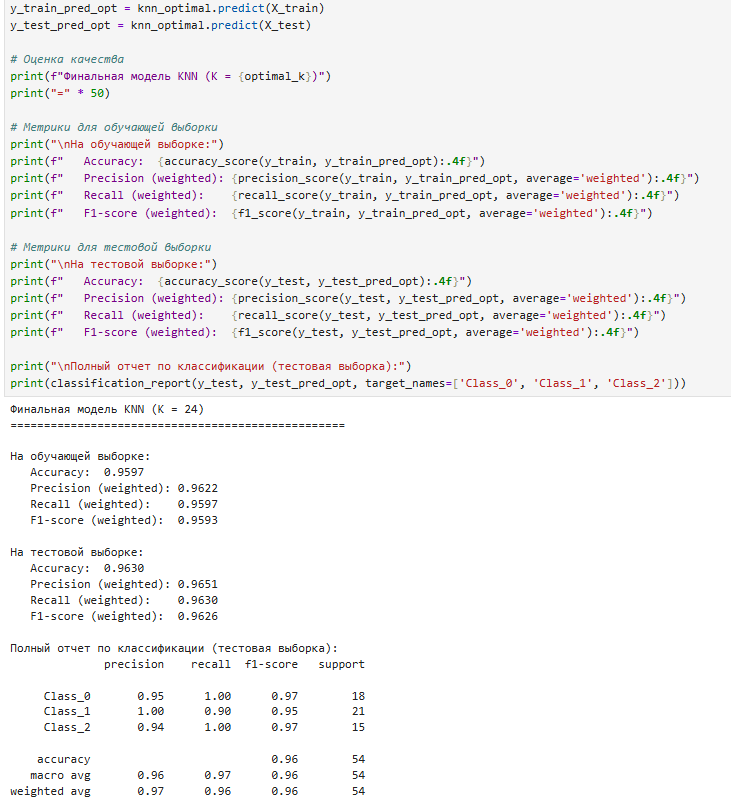 y_train_pred_opt = knn_optimal.predict(X_train)
y_test_pred_opt = knn_optimal.predict(X_test)

# Оценка качества
print(f"Финальная модель KNN (K = {optimal_k})")
print("=" * 50)

# Метрики для обучающей выборки
print("\nНа обучающей выборке:")
print(f"   Accuracy:  {accuracy_score(y_train, y_train_pred_opt):.4f}")
print(f"   Precision (weighted): {precision_score(y_train, y_train_pred_opt, average='weighted'):.4f}")
print(f"   Recall (weighted):    {recall_score(y_train, y_train_pred_opt, average='weighted'):.4f}")
print(f"   F1-score (weighted):  {f1_score(y_train, y_train_pred_opt, average='weighted'):.4f}")

# Метрики для тестовой выборки
print("\nНа тестовой выборке:")
print(f"   Accuracy:  {accuracy_score(y_test, y_test_pred_opt):.4f}")
print(f"   Precision (weighted): {precision_score(y_test, y_test_pred_opt, average='weighted'):.4f}")
print(f"   Recall (weighted):    {recall_score(y_test, y_test_pred_opt, average='weighted'):.4f}")
print(f"   F1-score (weighted):  {f1_score(y_test, y_test_pred_opt, average='weighted'):.4f}")

print("\nПолный отчет по классификации (тестовая выборка):")
print(classification_report(y_test, y_test_pred_opt, target_names=['Class_0', 'Class_1', 'Class_2']))
Финальная модель KNN (K = 24)
==================================================

На обучающей выборке:
   Accuracy:  0.9597
   Precision (weighted): 0.9622
   Recall (weighted):    0.9597
   F1-score (weighted):  0.9593

На тестовой выборке:
   Accuracy:  0.9630
   Precision (weighted): 0.9651
   Recall (weighted):    0.9630
   F1-score (weighted):  0.9626

Полный отчет по классификации (тестовая выборка):
              precision    recall  f1-score   support

     Class_0       0.95      1.00      0.97        18
     Class_1       1.00      0.90      0.95        21
     Class_2       0.94      1.00      0.97        15

    accuracy                           0.96        54
   macro avg       0.96      0.97      0.96        54
weighted avg       0.97      0.96      0.96        54